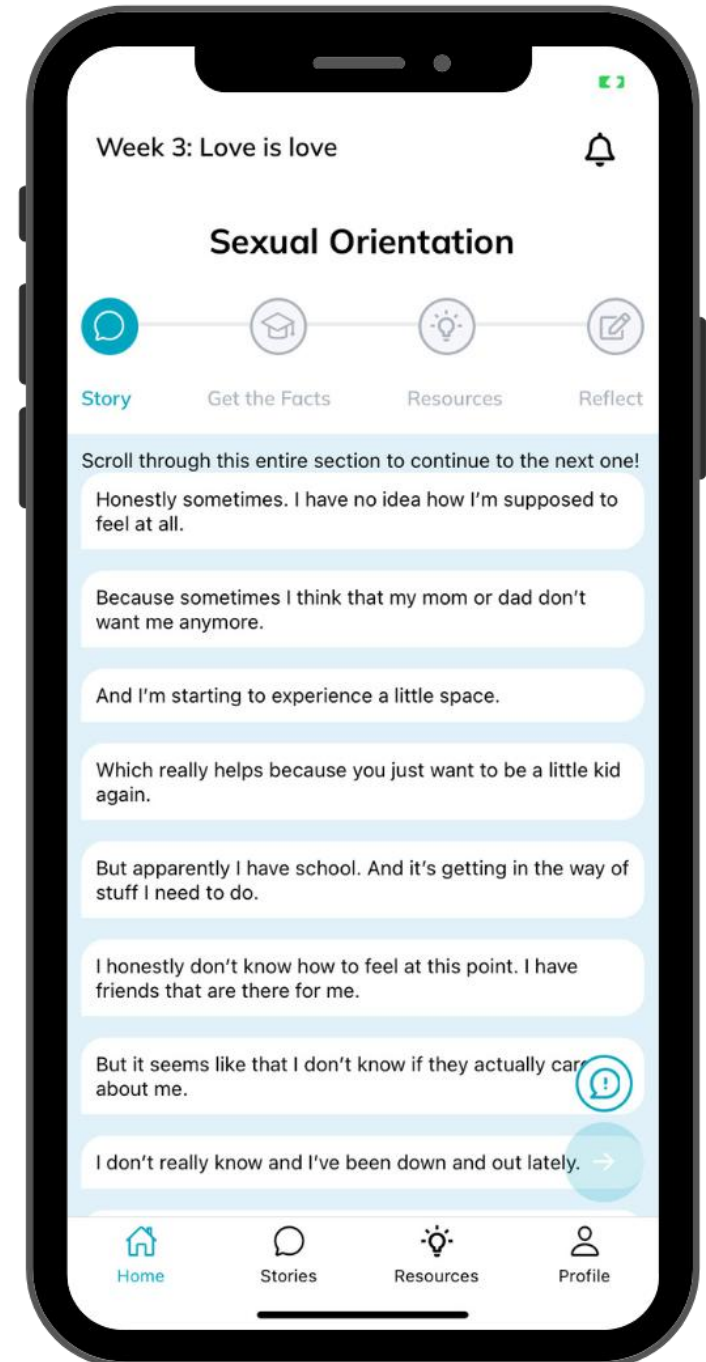 Week 3: Love is love
Sexual Orientation
Story
Get the Facts
Resources
Reflect
Scroll through this entire section to continue to the next one!
Honestly sometimes. I have no idea how I'm supposed to
feel at all.
Because sometimes I think that my mom or dad don't
want me anymore.
And I'm starting to experience a little space.
Which really helps because you just want to be a little kid
again.
But apparently I have school. And it's getting in the way of
stuff I need to do.
I honestly don't know how to feel at this point. I have
friends that are there for me.
But it seems like that I don't know if they actually care
about me.
I don't really know and I've been down and out lately.
Home
Stories
Resources
Profile